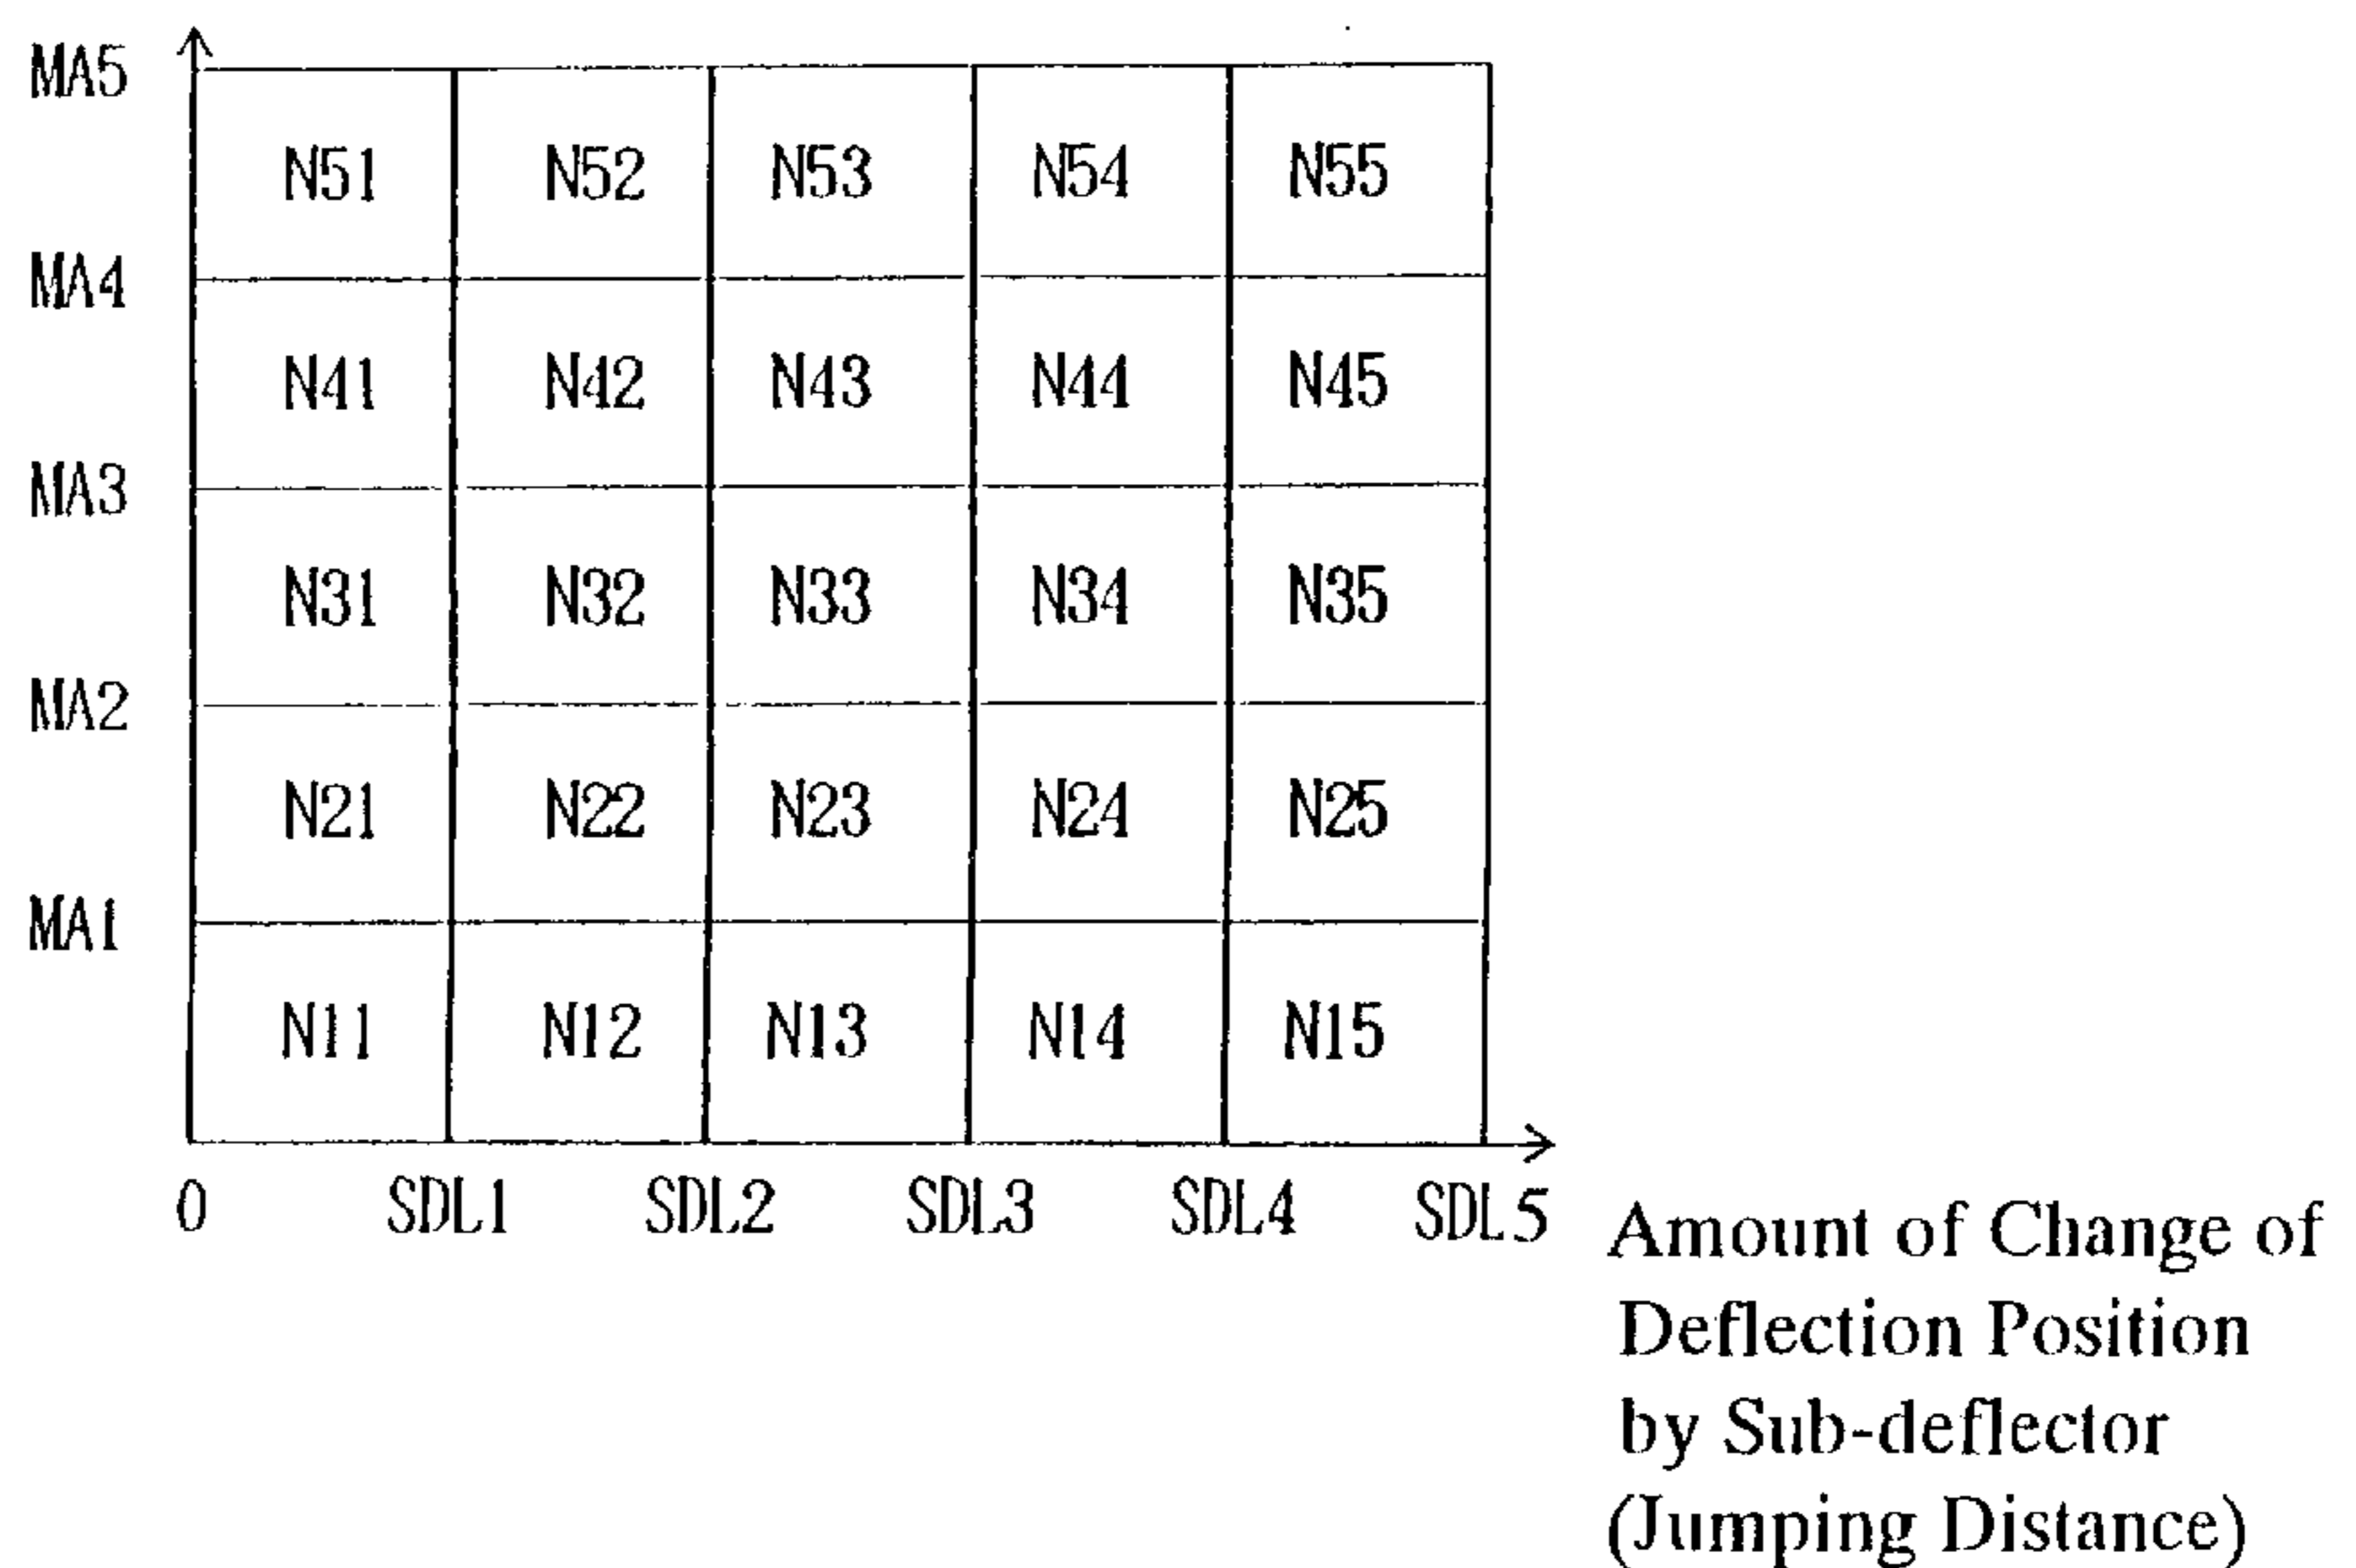 MA5
N51 N52 N53 N54 N55
MA4
N41 N42 N43 N44 N45
MA3
N31 N32 N33 N34 N35
MA2
N21 N22 N23 N24 N25
MA1
N11 N12 N13 N14 N15
0 SDL1 SDL2 SDL3 SDL4 SDL5
Amount of Change of
Deflection Position
by Sub-deflector
(Jumping Distance)